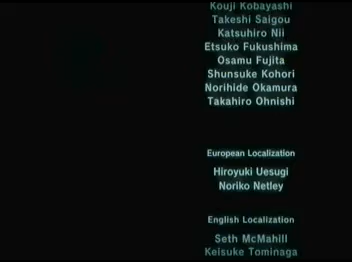 Kouji Kobayashi
Takeshi Saigou
Katsuhiro Nii
Etsuko Fukushima
Osamu Fujita
Shunsuke Kohori
Norihide Okamura
Takahiro Ohnishi
European Localization
Hiroyuki Uesugi
Noriko Netley
English Localization
Seth McMahill
Keisuke Tominaga